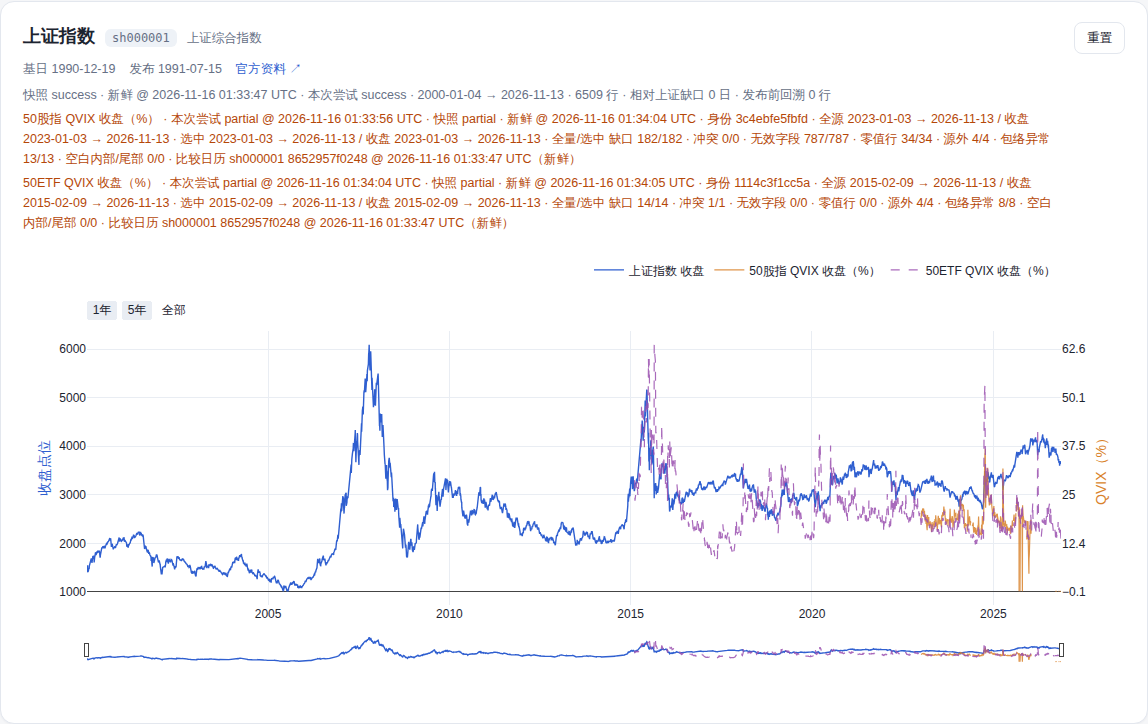 上证指数 sh000001 上证综合指数 重置
基日 1990-12-19 发布 1991-07-15 官方资料 ↗
快照 success · 新鲜 @ 2026-11-16 01:33:47 UTC · 本次尝试 success · 2000-01-04 → 2026-11-13 · 6509 行 · 相对上证缺口 0 日 · 发布前回溯 0 行
50股指 QVIX 收盘（%） · 本次尝试 partial @ 2026-11-16 01:33:56 UTC · 快照 partial · 新鲜 @ 2026-11-16 01:34:04 UTC · 身份 3c4ebfe5fbfd · 全源 2023-01-03 → 2026-11-13 / 收盘
2023-01-03 → 2026-11-13 · 选中 2023-01-03 → 2026-11-13 / 收盘 2023-01-03 → 2026-11-13 · 全量/选中 缺口 182/182 · 冲突 0/0 · 无效字段 787/787 · 零值行 34/34 · 源外 4/4 · 包络异常
13/13 · 空白内部/尾部 0/0 · 比较日历 sh000001 8652957f0248 @ 2026-11-16 01:33:47 UTC（新鲜）
50ETF QVIX 收盘（%） · 本次尝试 partial @ 2026-11-16 01:34:04 UTC · 快照 partial · 新鲜 @ 2026-11-16 01:34:05 UTC · 身份 1114c3f1cc5a · 全源 2015-02-09 → 2026-11-13 / 收盘
2015-02-09 → 2026-11-13 · 选中 2015-02-09 → 2026-11-13 / 收盘 2015-02-09 → 2026-11-13 · 全量/选中 缺口 14/14 · 冲突 1/1 · 无效字段 0/0 · 零值行 0/0 · 源外 4/4 · 包络异常 8/8 · 空白
内部/尾部 0/0 · 比较日历 sh000001 8652957f0248 @ 2026-11-16 01:33:47 UTC（新鲜）
上证指数 收盘 50股指 QVIX 收盘（%） 50ETF QVIX 收盘（%）
1年 5年 全部
6000 62.6
5000 50.1
4000 37.5
收盘点位 QVIX（%）
3000 25
2000 12.4
1000 −0.1
2005 2010 2015 2020 2025